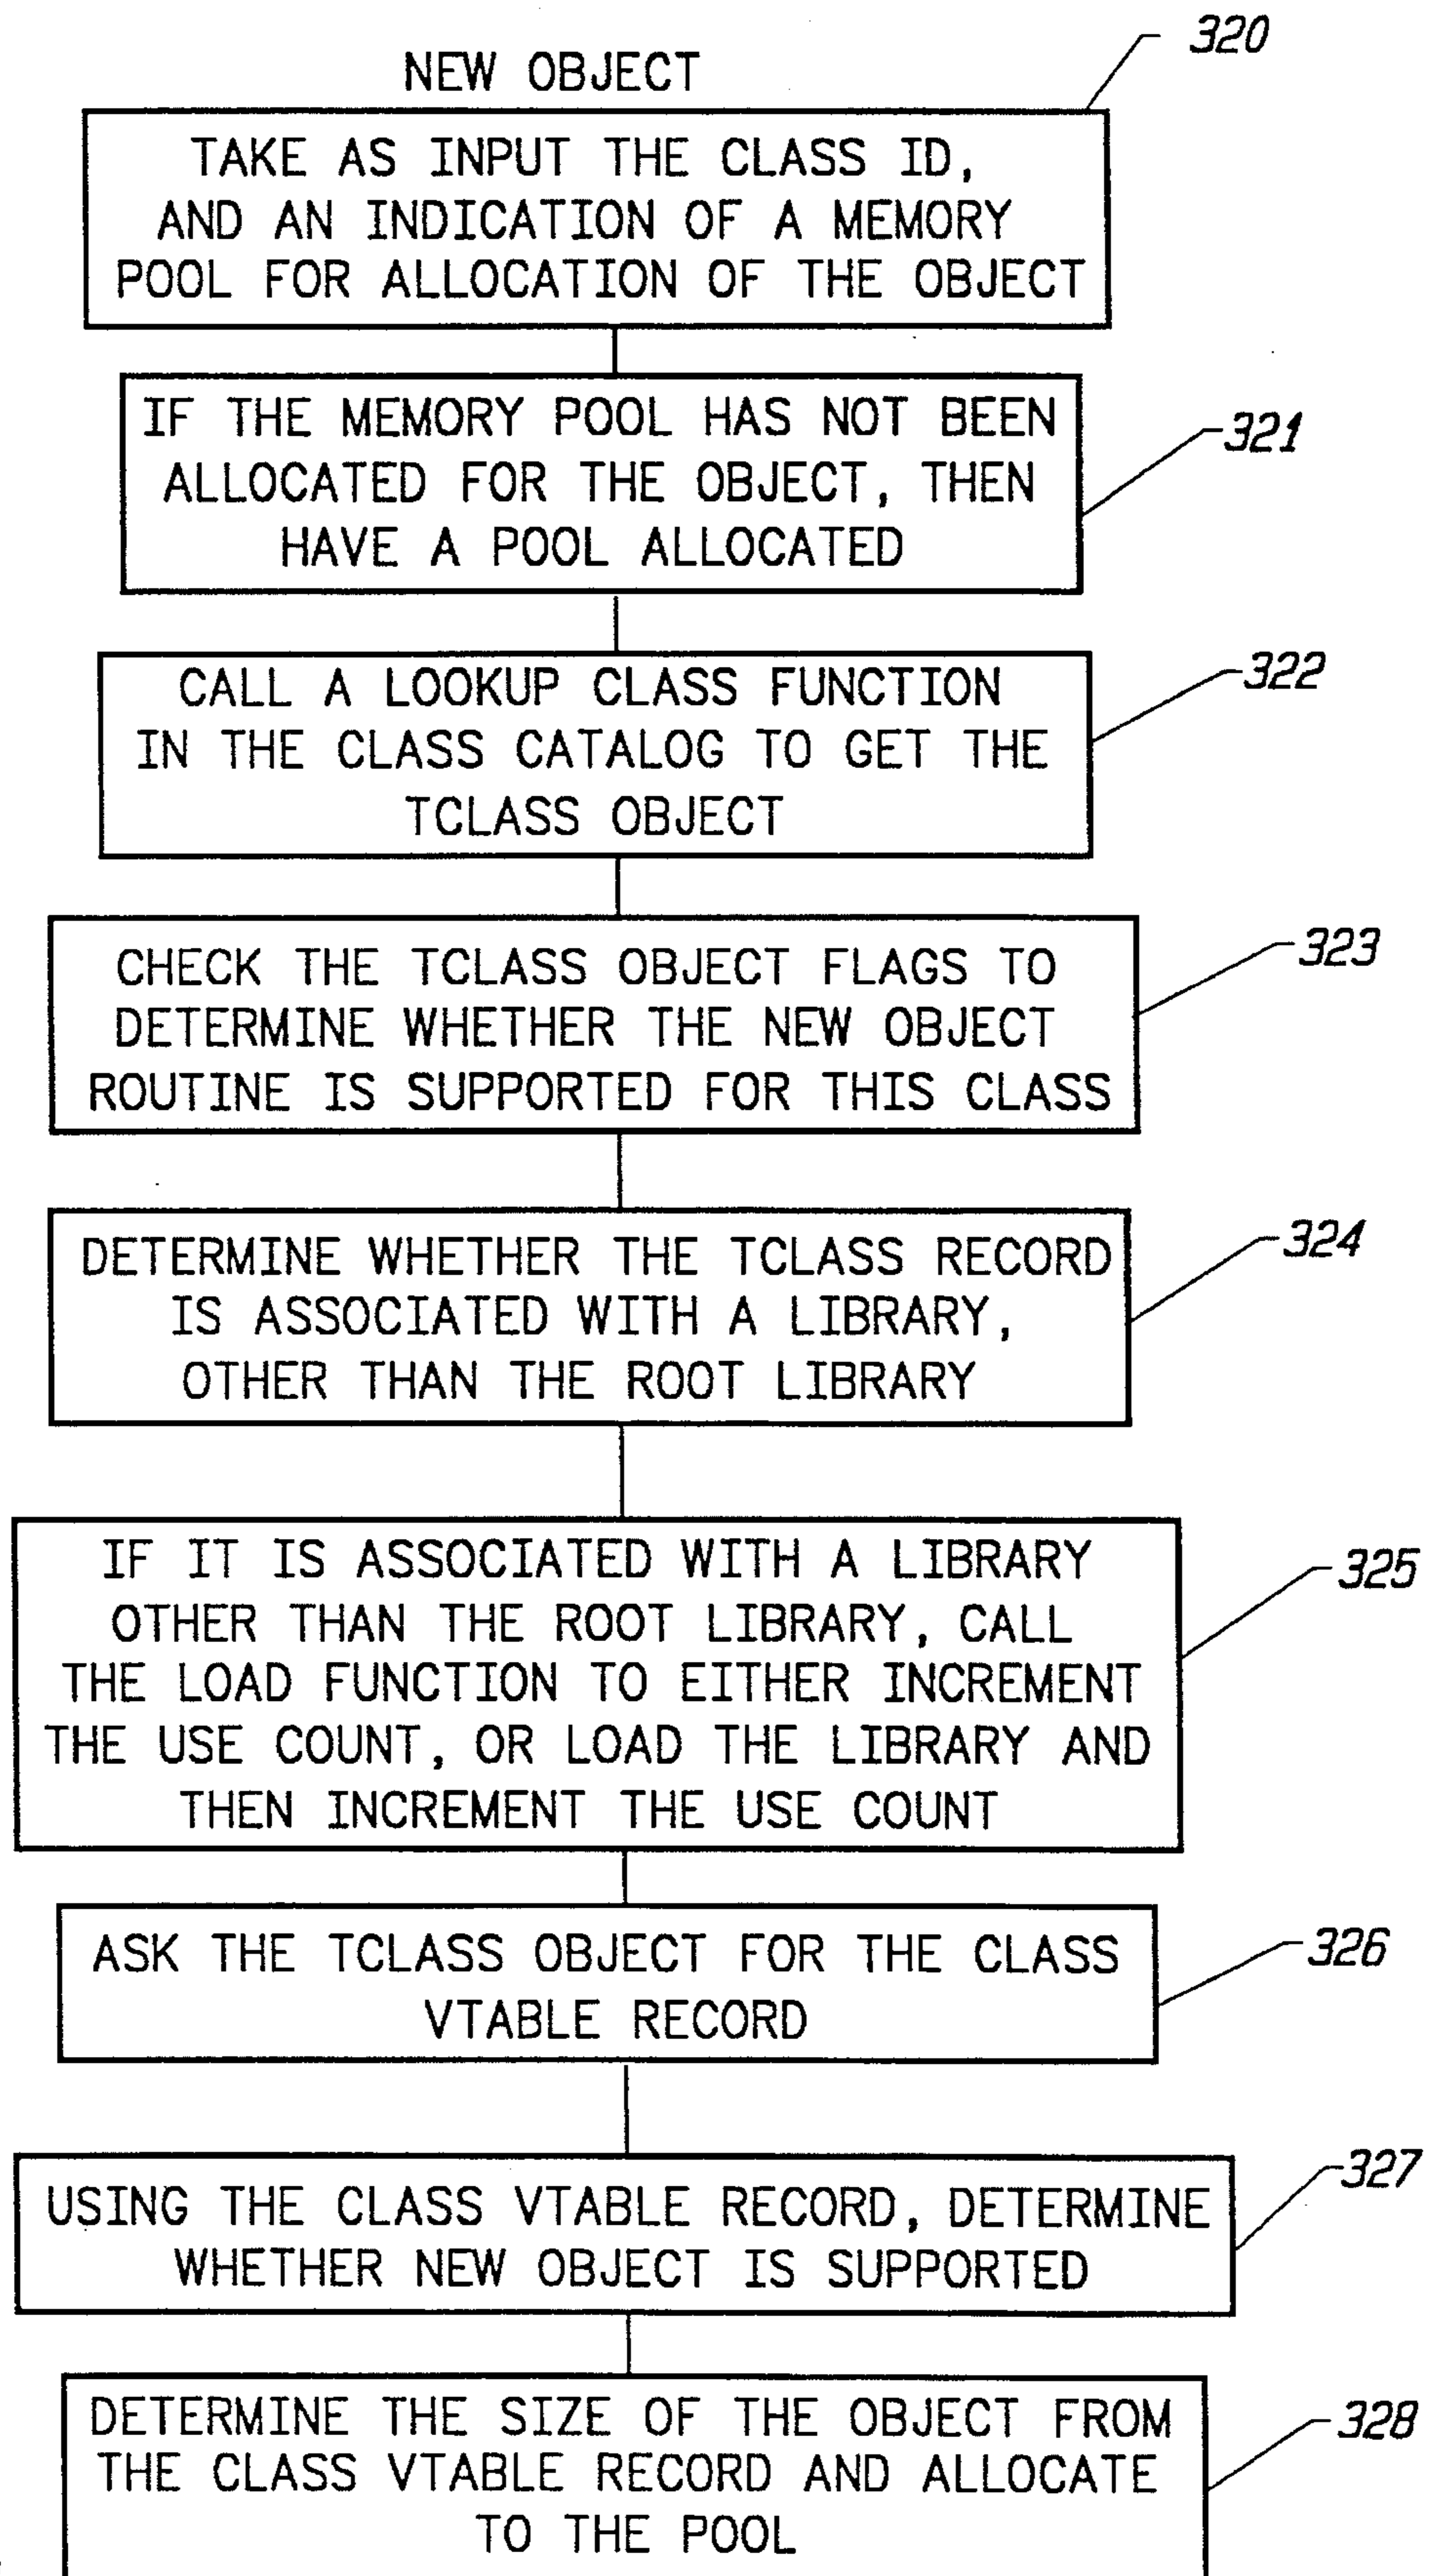 320
NEW OBJECT
TAKE AS INPUT THE CLASS ID,
AND AN INDICATION OF A MEMORY
POOL FOR ALLOCATION OF THE OBJECT
IF THE MEMORY POOL HAS NOT BEEN
ALLOCATED FOR THE OBJECT, THEN
HAVE A POOL ALLOCATED
321
CALL A LOOKUP CLASS FUNCTION
IN THE CLASS CATALOG TO GET THE
TCLASS OBJECT
322
CHECK THE TCLASS OBJECT FLAGS TO
DETERMINE WHETHER THE NEW OBJECT
ROUTINE IS SUPPORTED FOR THIS CLASS
323
DETERMINE WHETHER THE TCLASS RECORD
IS ASSOCIATED WITH A LIBRARY,
OTHER THAN THE ROOT LIBRARY
324
IF IT IS ASSOCIATED WITH A LIBRARY
OTHER THAN THE ROOT LIBRARY, CALL
THE LOAD FUNCTION TO EITHER INCREMENT
THE USE COUNT, OR LOAD THE LIBRARY AND
THEN INCREMENT THE USE COUNT
325
ASK THE TCLASS OBJECT FOR THE CLASS
VTABLE RECORD
326
USING THE CLASS VTABLE RECORD, DETERMINE
WHETHER NEW OBJECT IS SUPPORTED
327
DETERMINE THE SIZE OF THE OBJECT FROM
THE CLASS VTABLE RECORD AND ALLOCATE
TO THE POOL
328